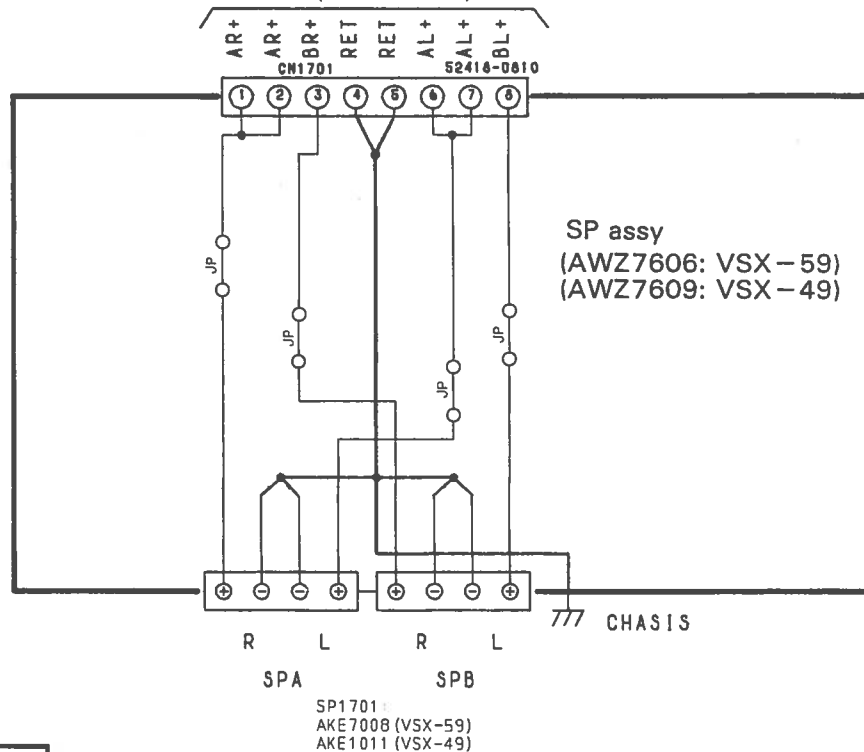 AR+ AR+ BR+ RET RET AL+ AL+ BL+
CN1701 52418-0810
1 2 3 4 5 6 7 8
SP assy
(AWZ7606: VSX-59)
(AWZ7609: VSX-49)
JP
JP
JP
JP
+ - - + + - - +
CHASIS
R L R L
SPA SPB
SP1701
AKE7008 (VSX-59)
AKE1011 (VSX-49)